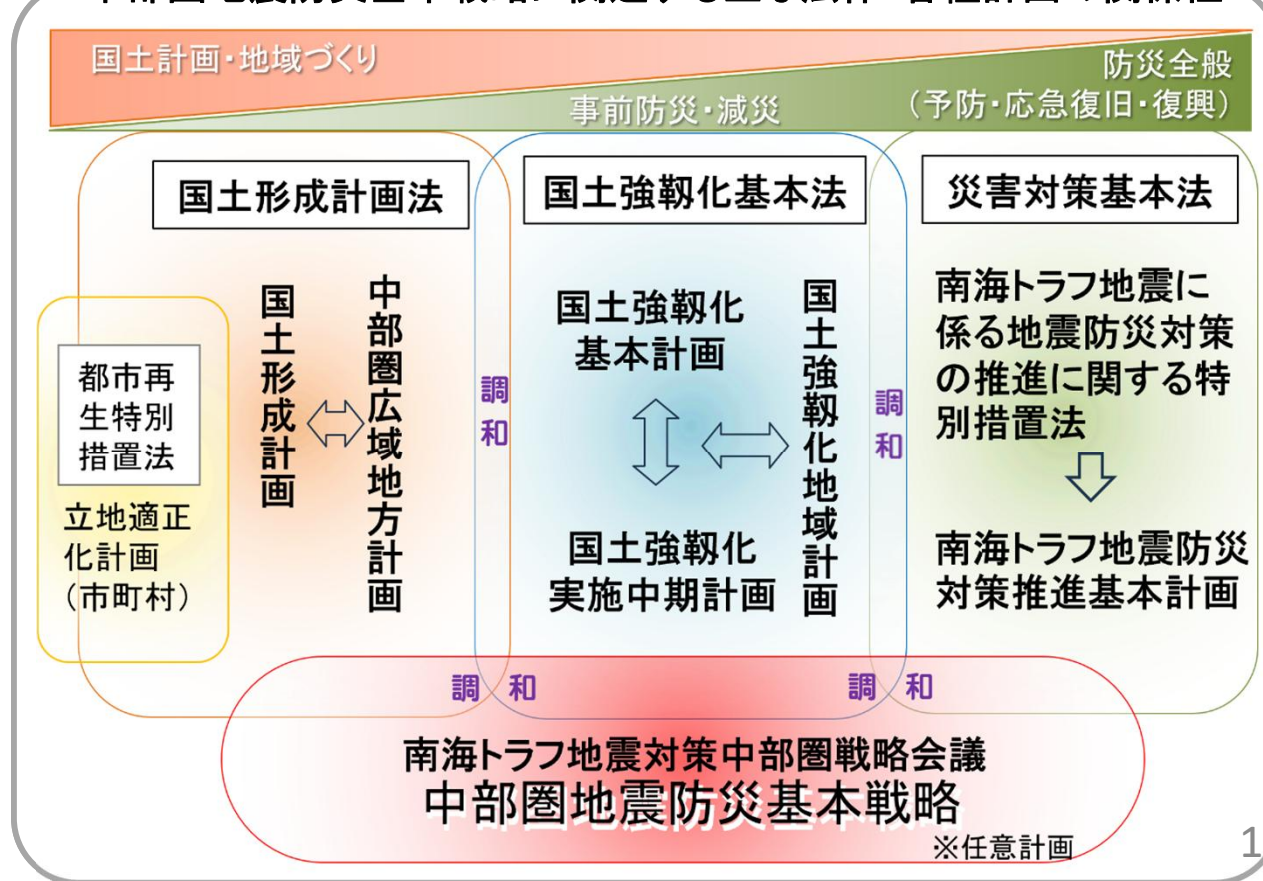 国土計画・地域づくり
防災全般
事前防災・減災
（予防・応急復旧・復興）
国土形成計画法
国土強靱化基本法
災害対策基本法
都市再
生特別
措置法
立地適正
化計画
（市町村）
国土形成計画
中部圏広域地方計画
調
和
国土強靱化
基本計画
国土強靱化
実施中期計画
国土強靱化地域計画
調
和
南海トラフ地震に
係る地震防災対策
の推進に関する特
別措置法
南海トラフ地震防災
対策推進基本計画
調 和
調 和
南海トラフ地震対策中部圏戦略会議
中部圏地震防災基本戦略
※任意計画
1